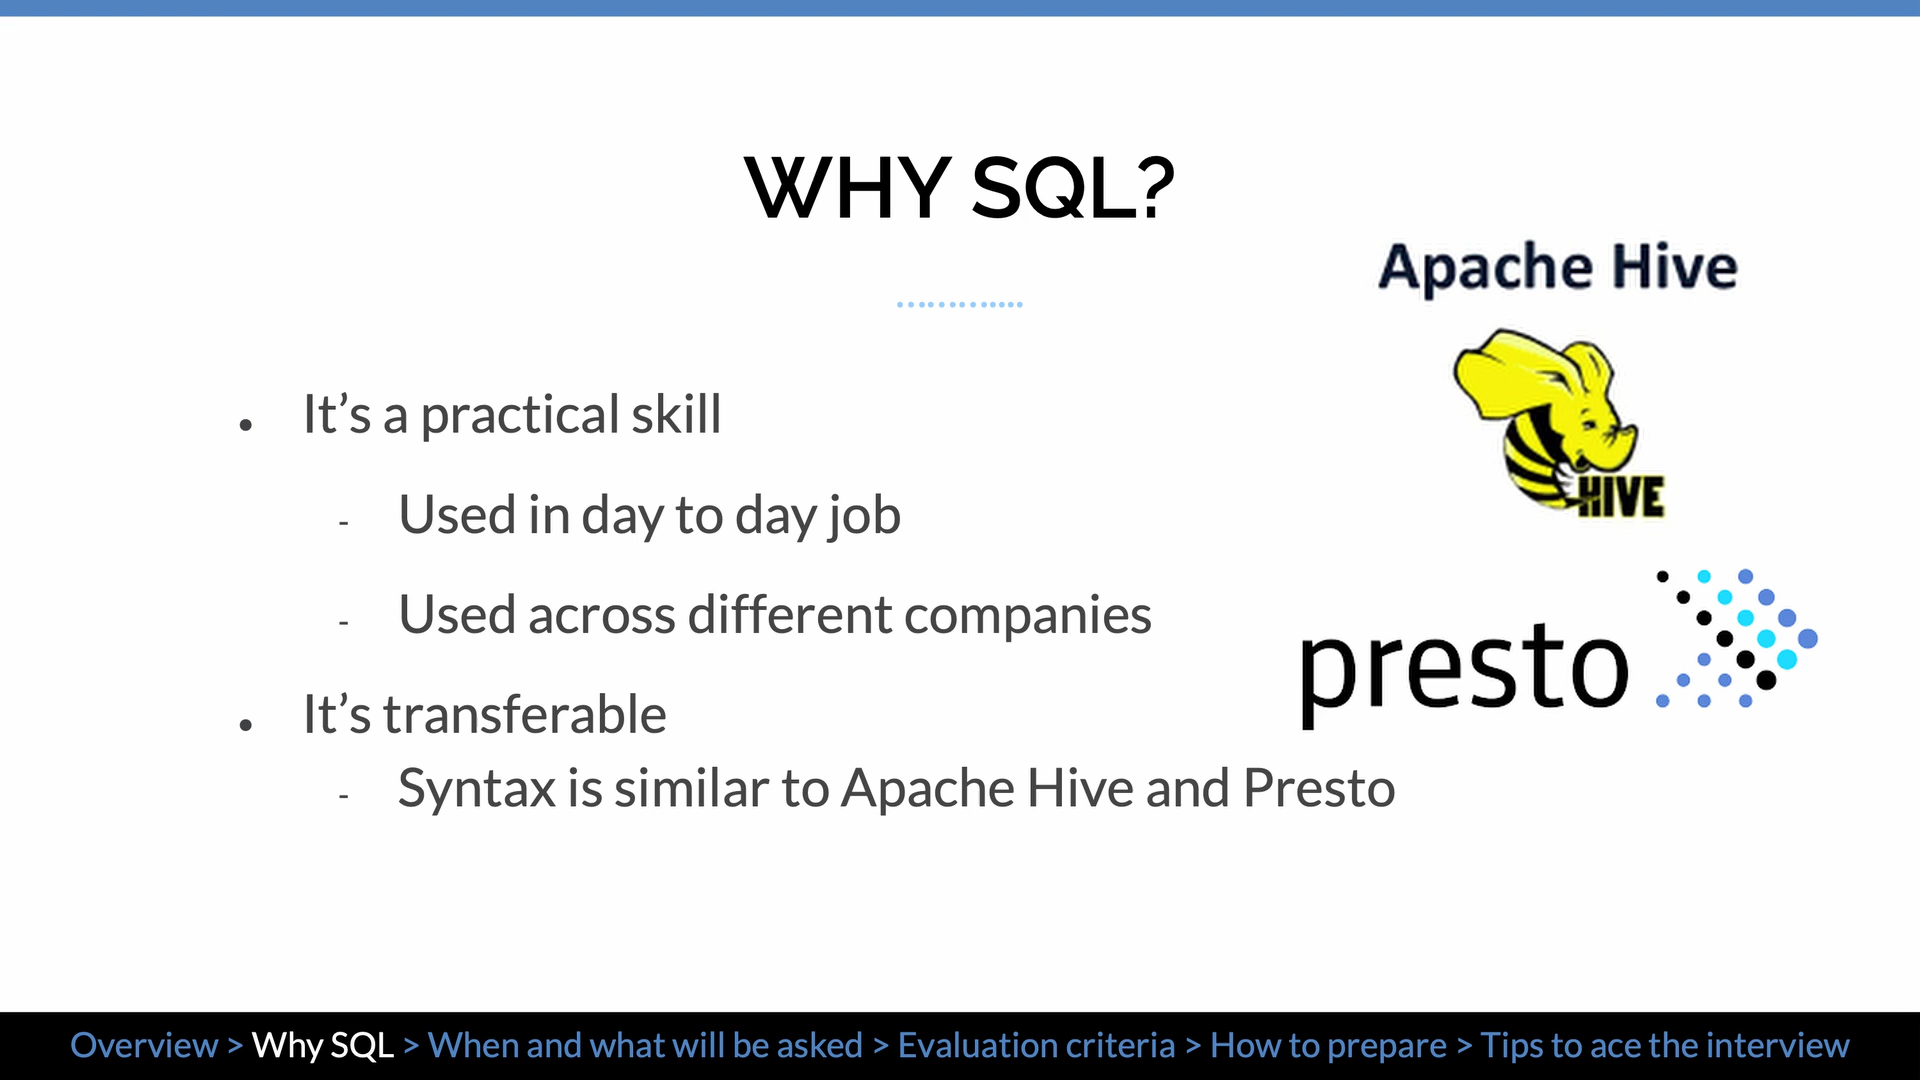 WHY SQL?
Apache Hive
HIVE
presto
● It’s a practical skill
- Used in day to day job
- Used across different companies
● It’s transferable
- Syntax is similar to Apache Hive and Presto
Overview > Why SQL > When and what will be asked > Evaluation criteria > How to prepare > Tips to ace the interview